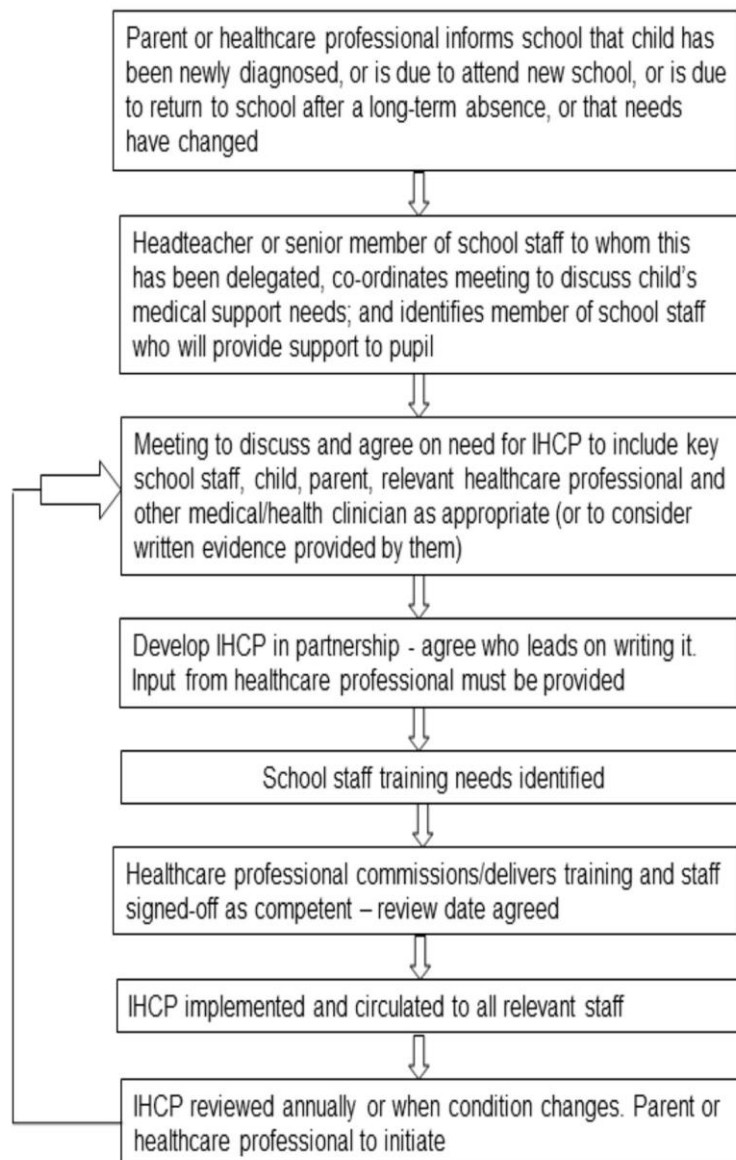 Parent or healthcare professional informs school that child has
been newly diagnosed, or is due to attend new school, or is due
to return to school after a long-term absence, or that needs
have changed
Headteacher or senior member of school staff to whom this
has been delegated, co-ordinates meeting to discuss child's
medical support needs; and identifies member of school staff
who will provide support to pupil
Meeting to discuss and agree on need for IHCP to include key
school staff, child, parent, relevant healthcare professional and
other medical/health clinician as appropriate (or to consider
written evidence provided by them)
Develop IHCP in partnership - agree who leads on writing it.
Input from healthcare professional must be provided
School staff training needs identified
Healthcare professional commissions/delivers training and staff
signed-off as competent – review date agreed
IHCP implemented and circulated to all relevant staff
IHCP reviewed annually or when condition changes. Parent or
healthcare professional to initiate